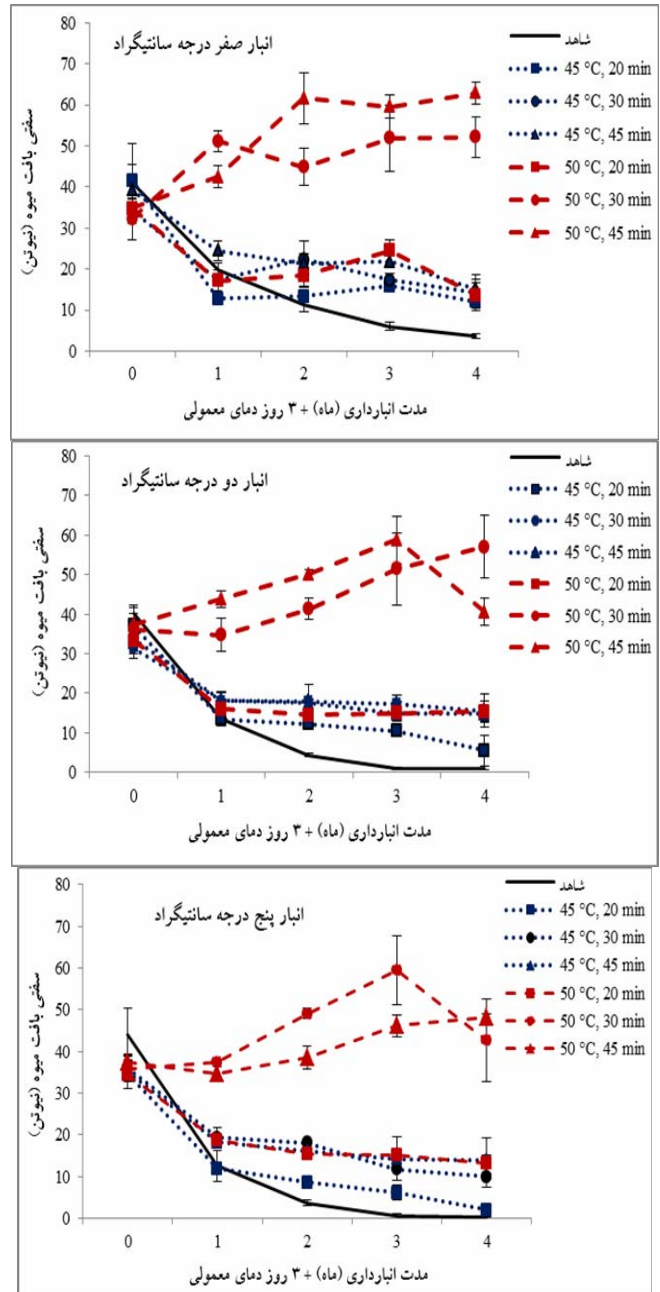 انبار صفر درجه سانتیگراد
شاهد
45 °C, 20 min
45 °C, 30 min
45 °C, 45 min
50 °C, 20 min
50 °C, 30 min
50 °C, 45 min
سفتی بافت میوه (نیوتن)
80
70
60
50
40
30
20
10
0
0 1 2 3 4
مدت انبارداری (ماه) + ۳ روز دمای معمولی
انبار دو درجه سانتیگراد
شاهد
45 °C, 20 min
45 °C, 30 min
45 °C, 45 min
50 °C, 20 min
50 °C, 30 min
50 °C, 45 min
سفتی بافت میوه (نیوتن)
80
70
60
50
40
30
20
10
0
0 1 2 3 4
مدت انبارداری (ماه) + ۳ روز دمای معمولی
انبار پنج درجه سانتیگراد
شاهد
45 °C, 20 min
45 °C, 30 min
45 °C, 45 min
50 °C, 20 min
50 °C, 30 min
50 °C, 45 min
سفتی بافت میوه (نیوتن)
80
70
60
50
40
30
20
10
0
0 1 2 3 4
مدت انبارداری (ماه) + ۳ روز دمای معمولی